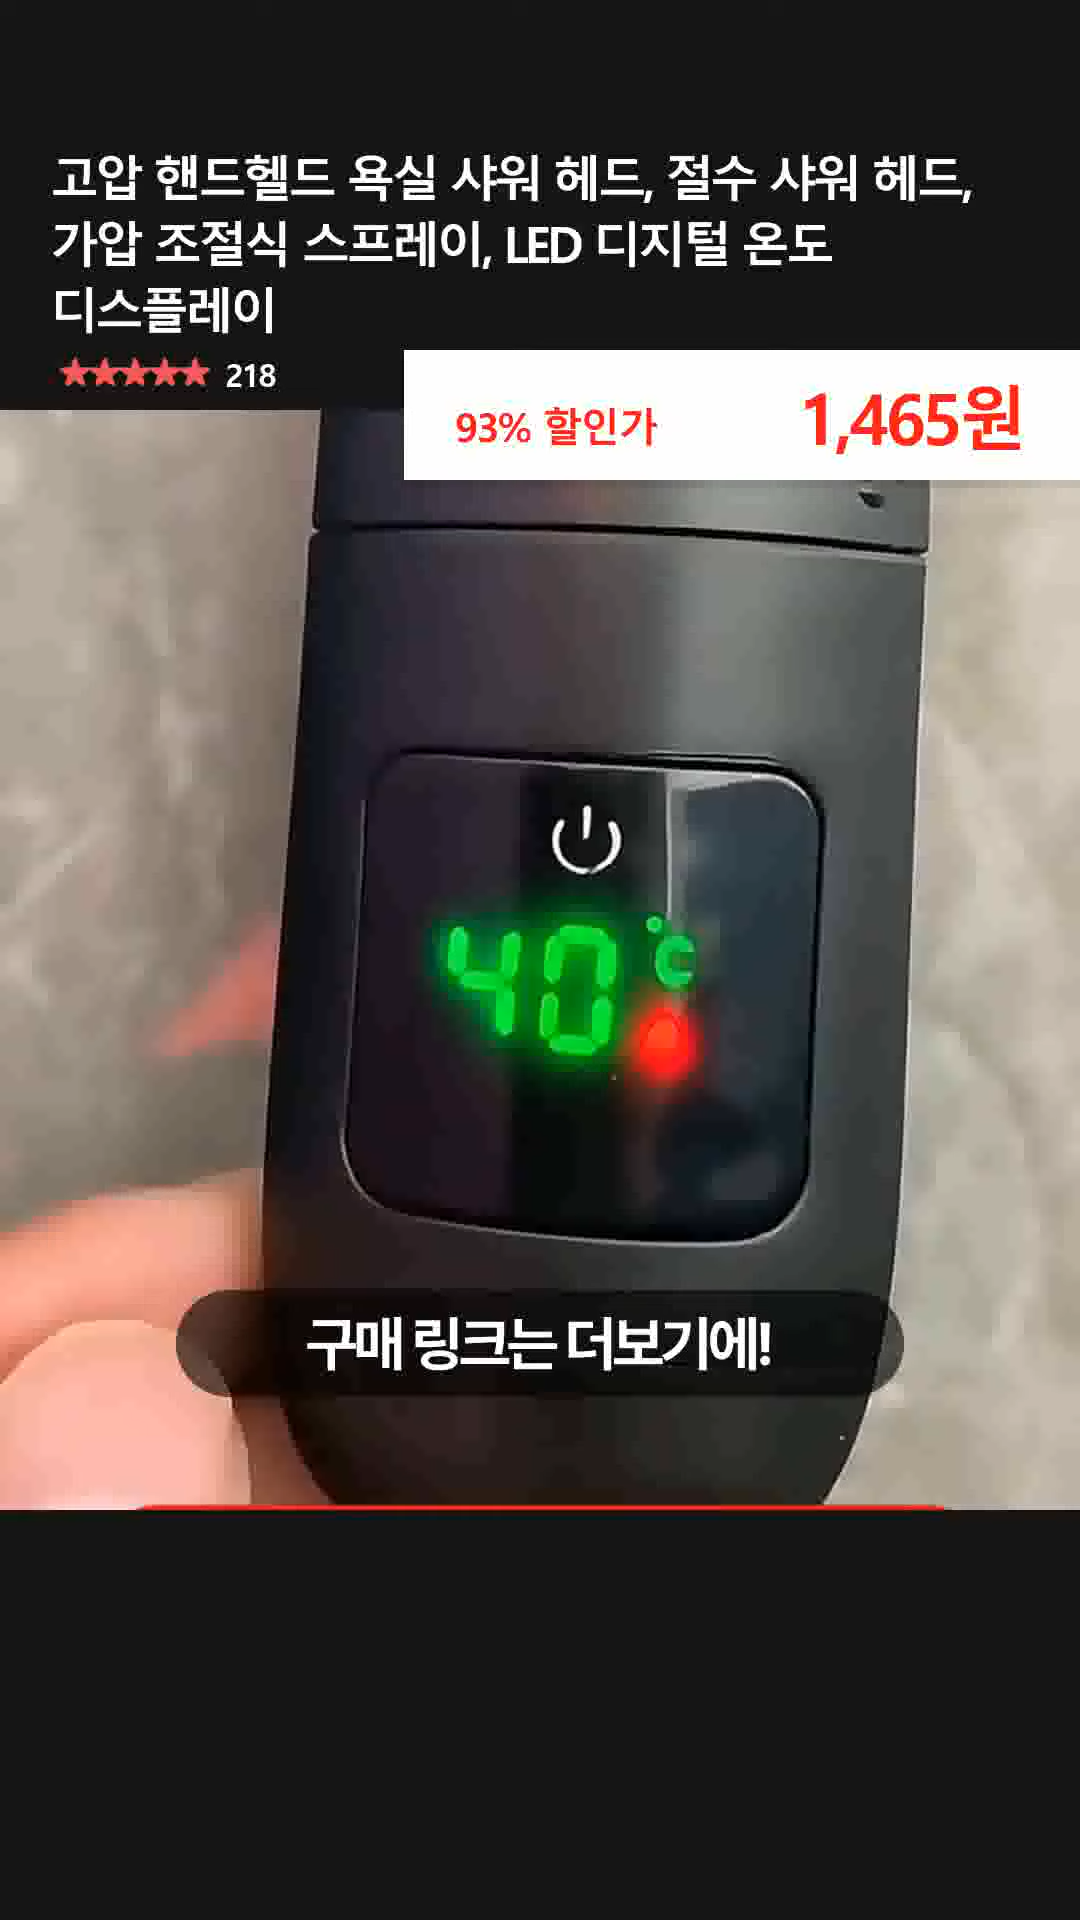 고압 핸드헬드 욕실 샤워 헤드, 절수 샤워 헤드,
가압 조절식 스프레이, LED 디지털 온도
디스플레이
218
93% 할인가
1,465원
40 °C
구매 링크는 더보기에!